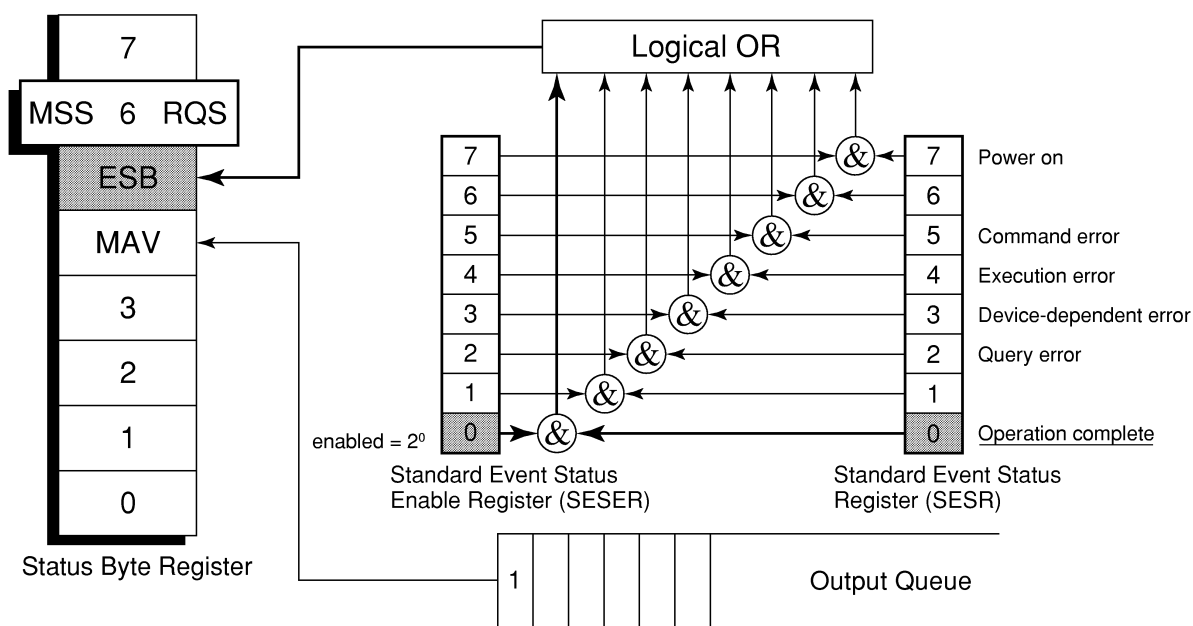 7
MSS 6 RQS
ESB
MAV
3
2
1
0
Status Byte Register
Logical OR
7
6
5
4
3
2
1
0
enabled = 2⁰
Standard Event Status
Enable Register (SESER)
&
&
&
&
&
&
&
&
7 Power on
6
5 Command error
4 Execution error
3 Device-dependent error
2 Query error
1
0 Operation complete
Standard Event Status
Register (SESR)
1
Output Queue